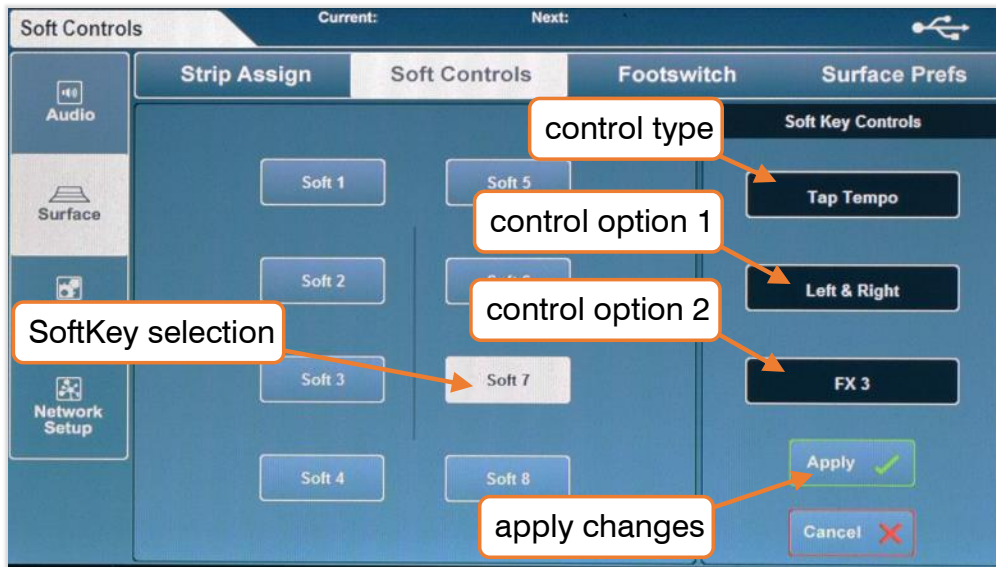 Soft Controls
Current:
Next:
Audio
Surface
Network
Setup
Strip Assign
Soft Controls
Footswitch
Surface Prefs
control type
Soft Key Controls
Soft 1
Soft 5
Tap Tempo
control option 1
Soft 2
Left & Right
control option 2
SoftKey selection
Soft 3
Soft 7
FX 3
Soft 4
Soft 8
Apply
apply changes
Cancel